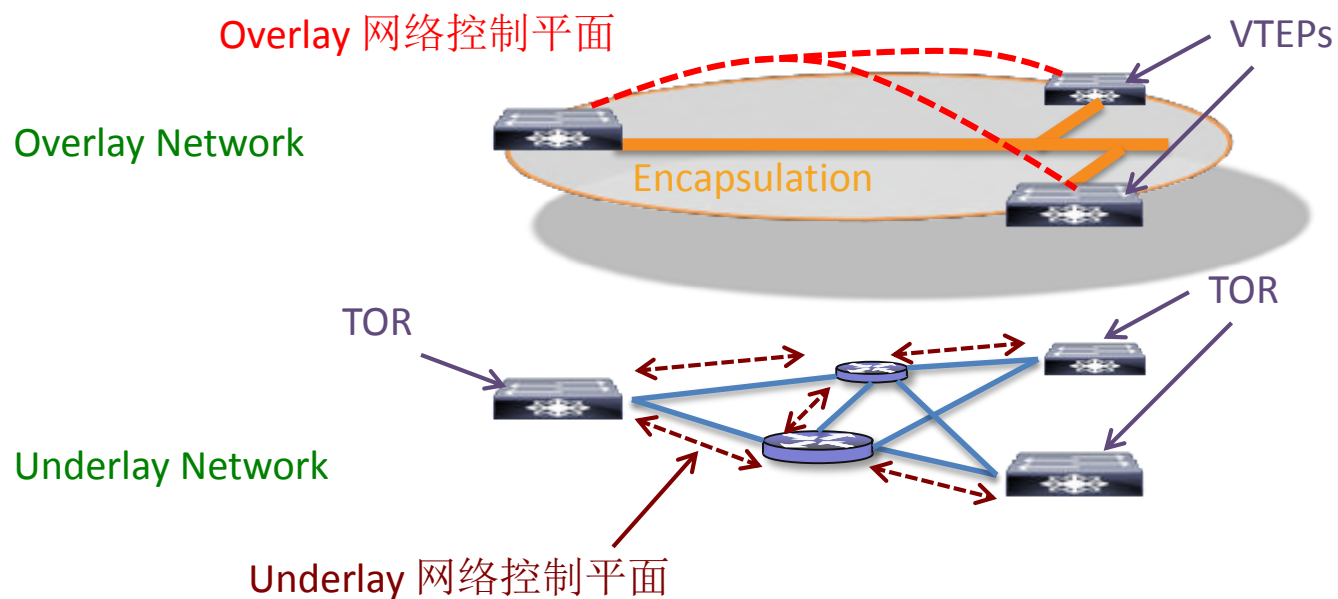 Overlay 网络控制平面
VTEPs
Overlay Network
Encapsulation
TOR
TOR
Underlay Network
Underlay 网络控制平面